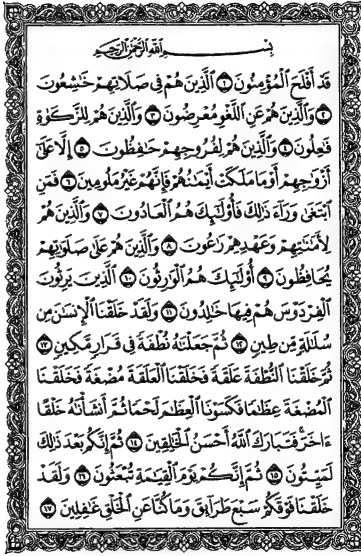 بِسْمِ ٱللَّهِ ٱلرَّحْمَٰنِ ٱلرَّحِيمِ
قَدْ أَفْلَحَ ٱلْمُؤْمِنُونَ ١ ٱلَّذِينَ هُمْ فِى صَلَاتِهِمْ خَٰشِعُونَ
٢ وَٱلَّذِينَ هُمْ عَنِ ٱللَّغْوِ مُعْرِضُونَ ٣ وَٱلَّذِينَ هُمْ لِلزَّكَوٰةِ
فَٰعِلُونَ ٤ وَٱلَّذِينَ هُمْ لِفُرُوجِهِمْ حَٰفِظُونَ ٥ إِلَّا عَلَىٰٓ
أَزْوَٰجِهِمْ أَوْ مَا مَلَكَتْ أَيْمَٰنُهُمْ فَإِنَّهُمْ غَيْرُ مَلُومِينَ ٦ فَمَنِ
ٱبْتَغَىٰ وَرَآءَ ذَٰلِكَ فَأُو۟لَٰٓئِكَ هُمُ ٱلْعَادُونَ ٧ وَٱلَّذِينَ هُمْ
لِأَمَٰنَٰتِهِمْ وَعَهْدِهِمْ رَٰعُونَ ٨ وَٱلَّذِينَ هُمْ عَلَىٰ صَلَوَٰتِهِمْ
يُحَافِظُونَ ٩ أُو۟لَٰٓئِكَ هُمُ ٱلْوَٰرِثُونَ ١٠ ٱلَّذِينَ يَرِثُونَ
ٱلْفِرْدَوْسَ هُمْ فِيهَا خَٰلِدُونَ ١١ وَلَقَدْ خَلَقْنَا ٱلْإِنسَٰنَ مِن
سُلَٰلَةٍ مِّن طِينٍ ١٢ ثُمَّ جَعَلْنَٰهُ نُطْفَةً فِى قَرَارٍ مَّكِينٍ ١٣
ثُمَّ خَلَقْنَا ٱلنُّطْفَةَ عَلَقَةً فَخَلَقْنَا ٱلْعَلَقَةَ مُضْغَةً فَخَلَقْنَا
ٱلْمُضْغَةَ عِظَٰمًا فَكَسَوْنَا ٱلْعِظَٰمَ لَحْمًا ثُمَّ أَنشَأْنَٰهُ خَلْقًا
ءَاخَرَ فَتَبَارَكَ ٱللَّهُ أَحْسَنُ ٱلْخَٰلِقِينَ ١٤ ثُمَّ إِنَّكُم بَعْدَ ذَٰلِكَ
لَمَيِّتُونَ ١٥ ثُمَّ إِنَّكُمْ يَوْمَ ٱلْقِيَٰمَةِ تُبْعَثُونَ ١٦ وَلَقَدْ
خَلَقْنَا فَوْقَكُمْ سَبْعَ طَرَآئِقَ وَمَا كُنَّا عَنِ ٱلْخَلْقِ غَٰفِلِينَ ١٧